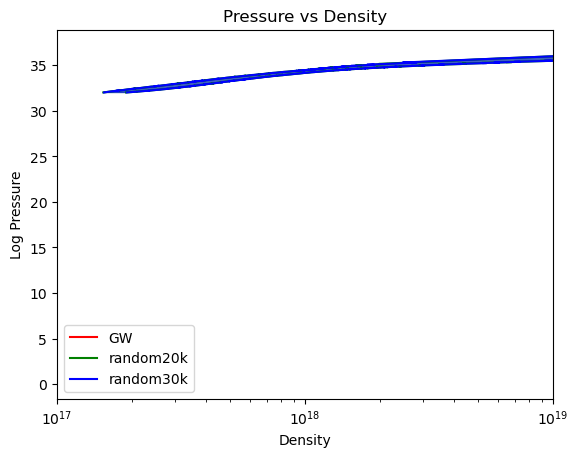 Pressure vs Density
Log Pressure
35
30
25
20
15
10
5
0
GW
random20k
random30k
10^17
10^18
10^19
Density